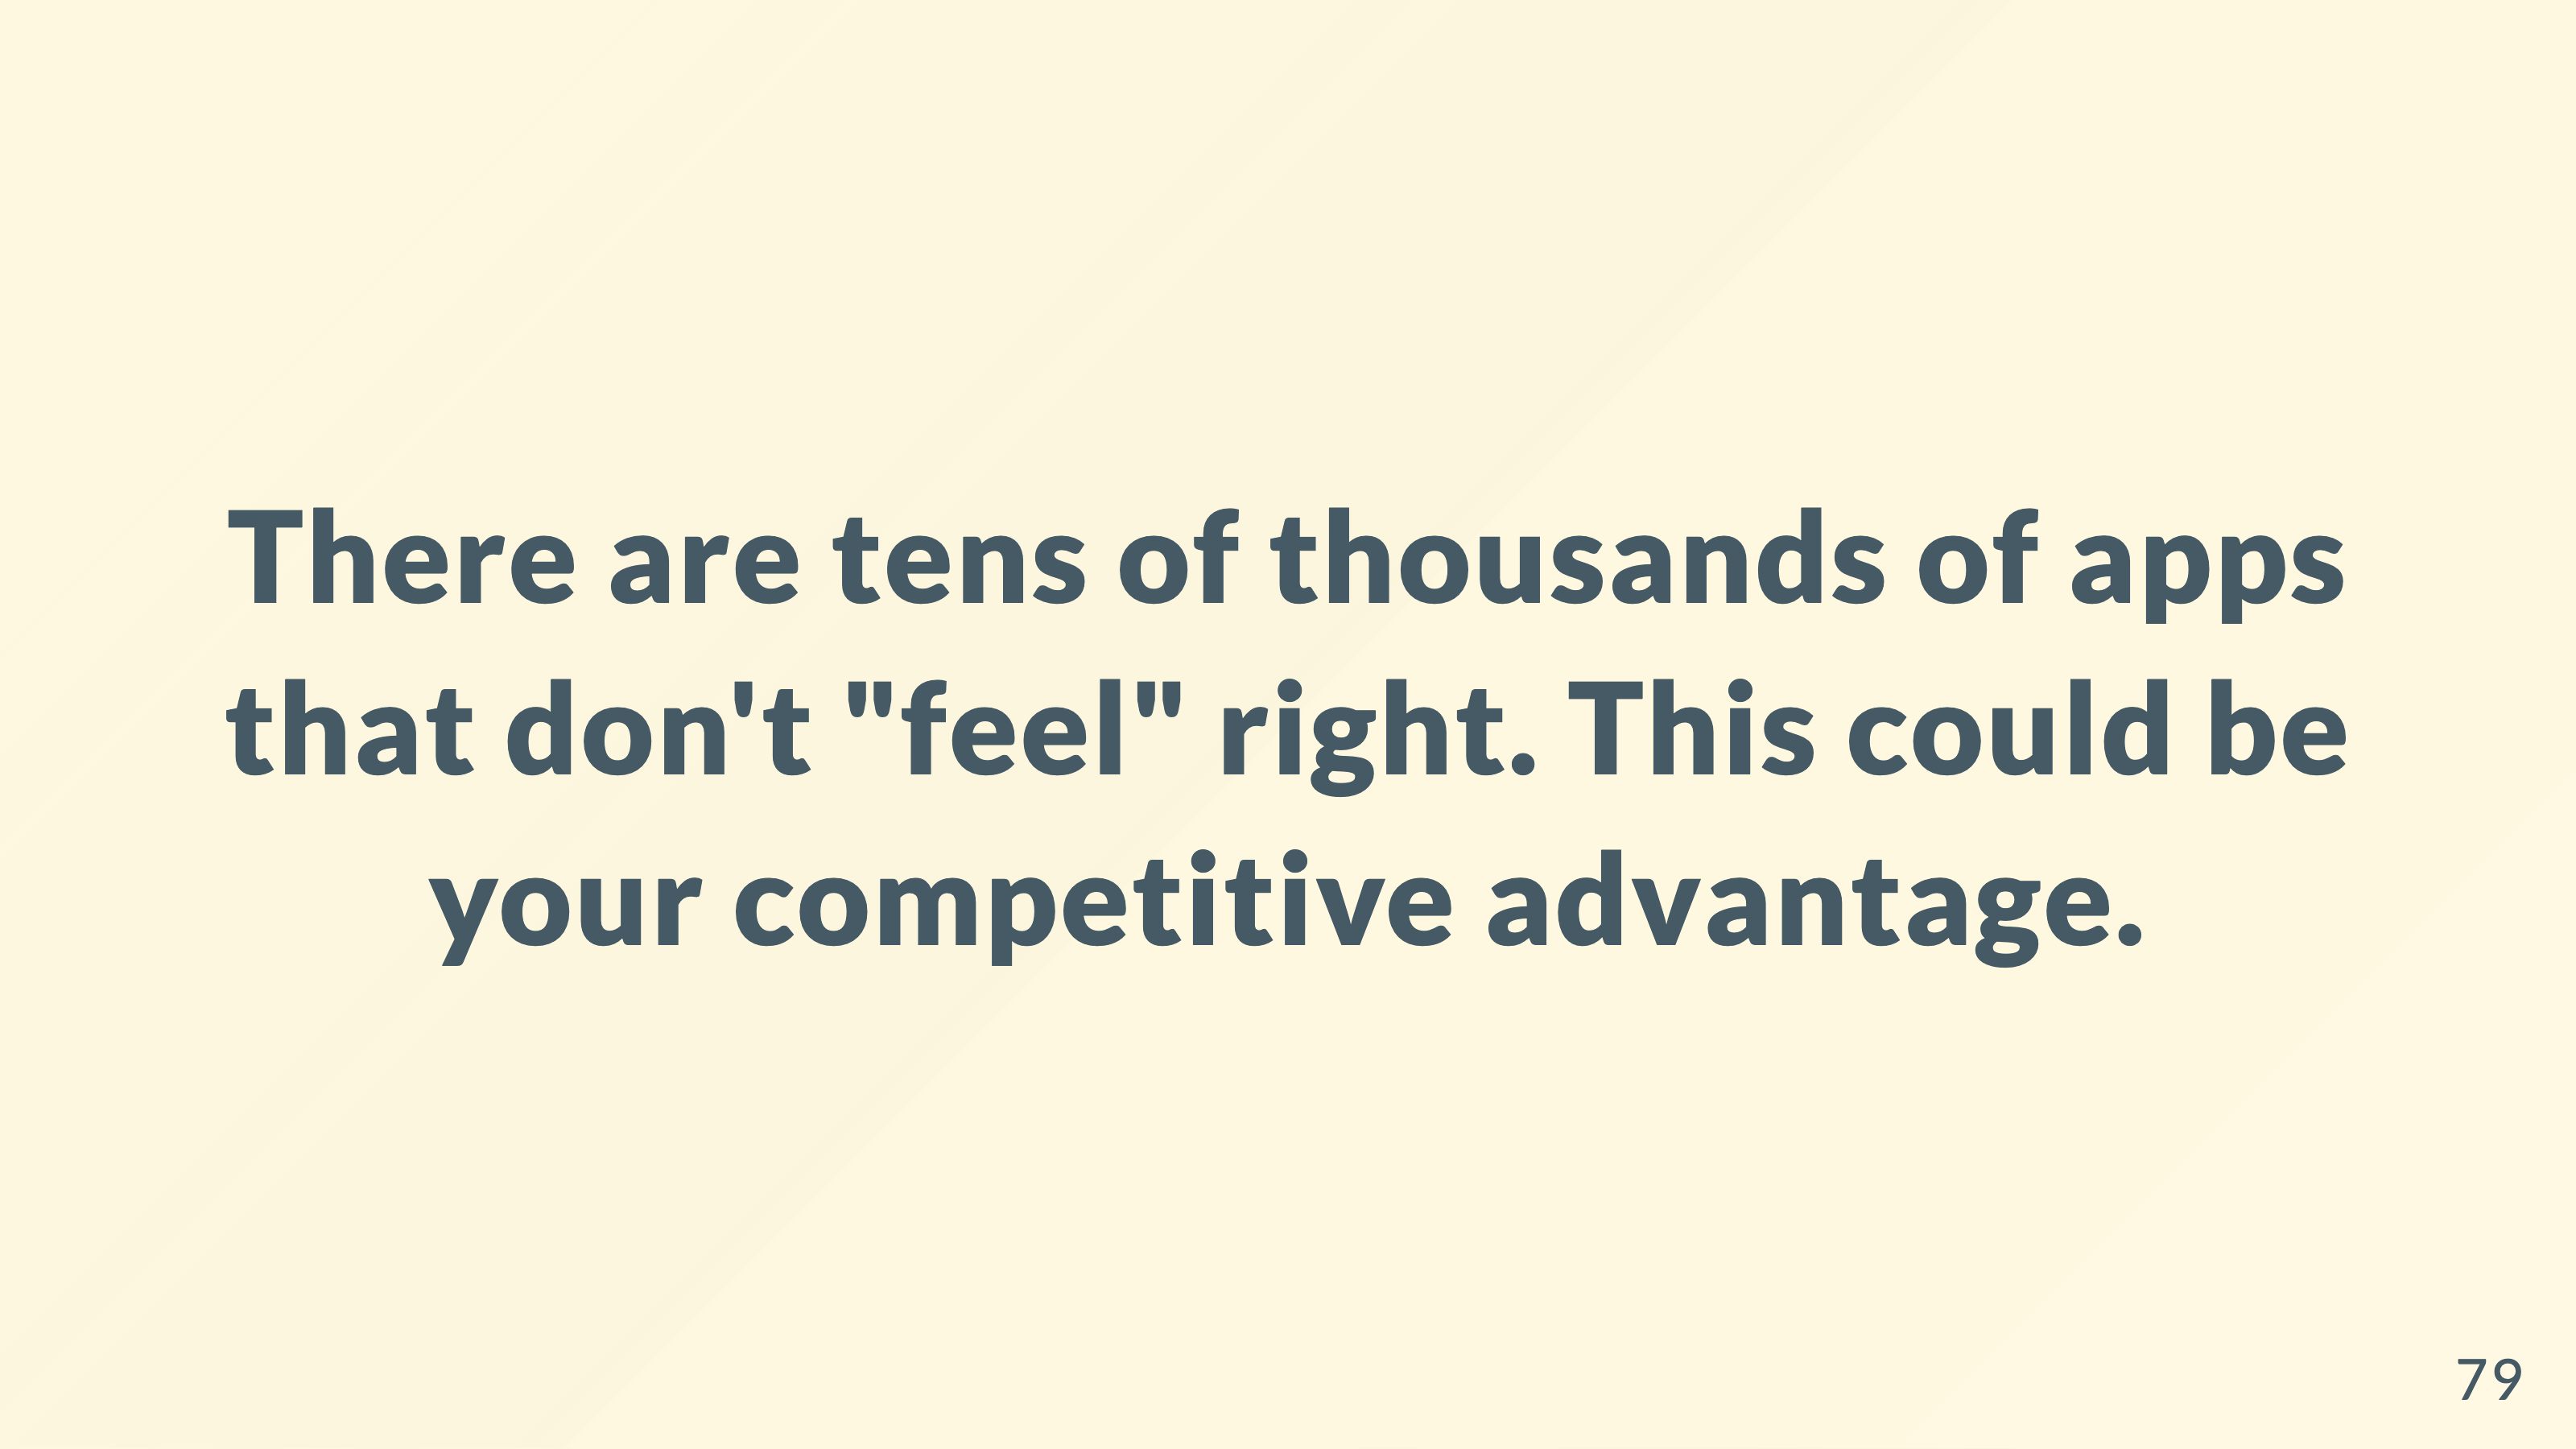 There are tens of thousands of apps
that don't "feel" right. This could be
your competitive advantage.
79